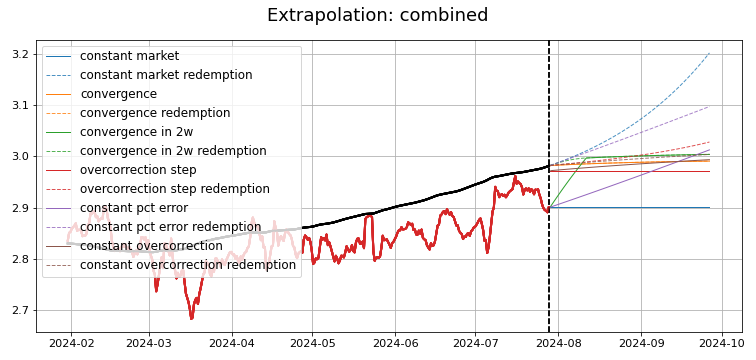 Extrapolation: combined
3.2
3.1
3.0
2.9
2.8
2.7
constant market
constant market redemption
convergence
convergence redemption
convergence in 2w
convergence in 2w redemption
overcorrection step
overcorrection step redemption
constant pct error
constant pct error redemption
constant overcorrection
constant overcorrection redemption
2024-02 2024-03 2024-04 2024-05 2024-06 2024-07 2024-08 2024-09 2024-10